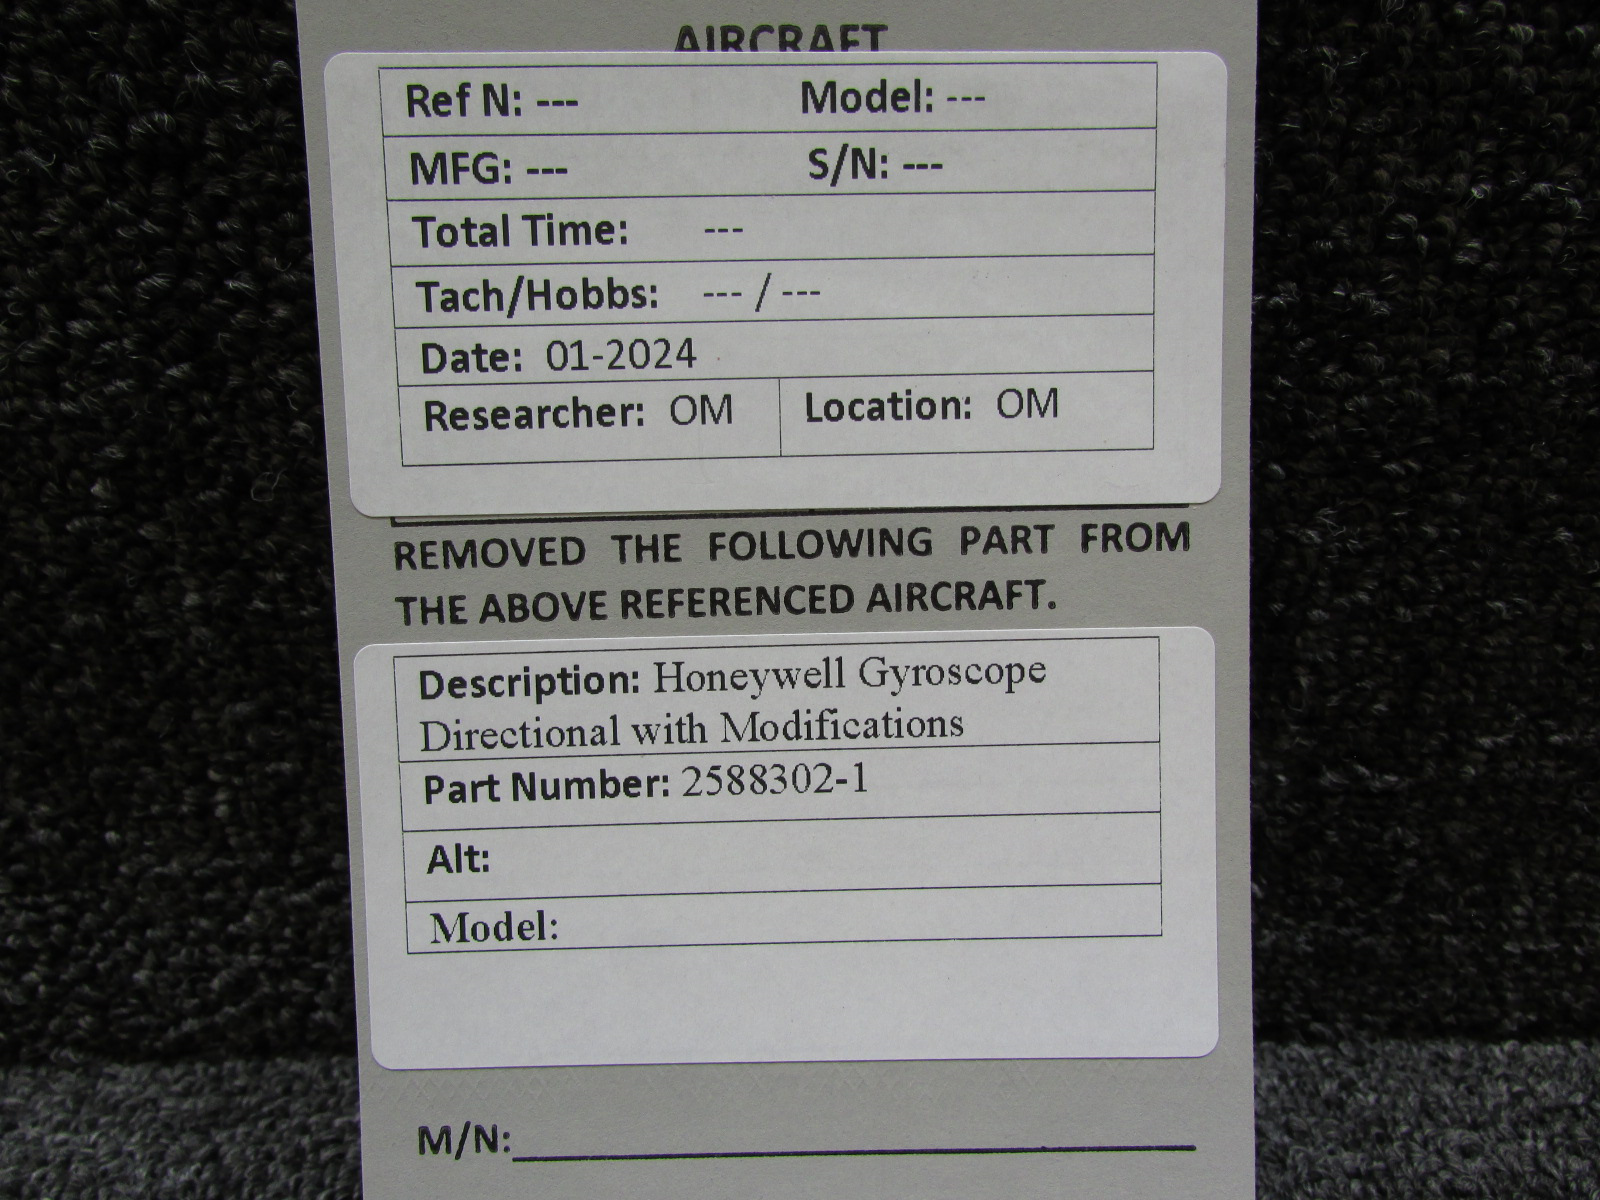 AIRCRAFT
Ref N: --- Model: ---
MFG: --- S/N: ---
Total Time: ---
Tach/Hobbs: --- / ---
Date: 01-2024
Researcher: OM Location: OM
REMOVED THE FOLLOWING PART FROM
THE ABOVE REFERENCED AIRCRAFT.
Description: Honeywell Gyroscope
Directional with Modifications
Part Number: 2588302-1
Alt:
Model:
M/N: